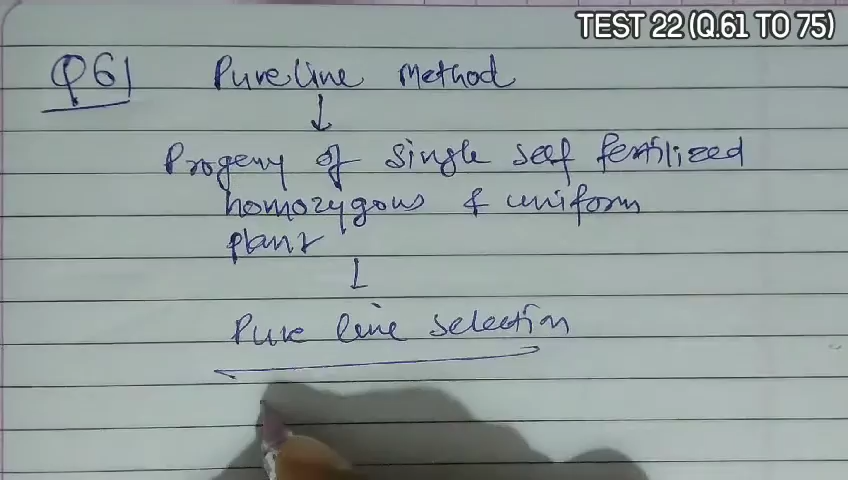 TEST 22 (Q.61 TO 75)
Q61 Pureline Method
↓
Progeny of single self fertilized
homozygous & uniform
plant
↓
Pure line selection